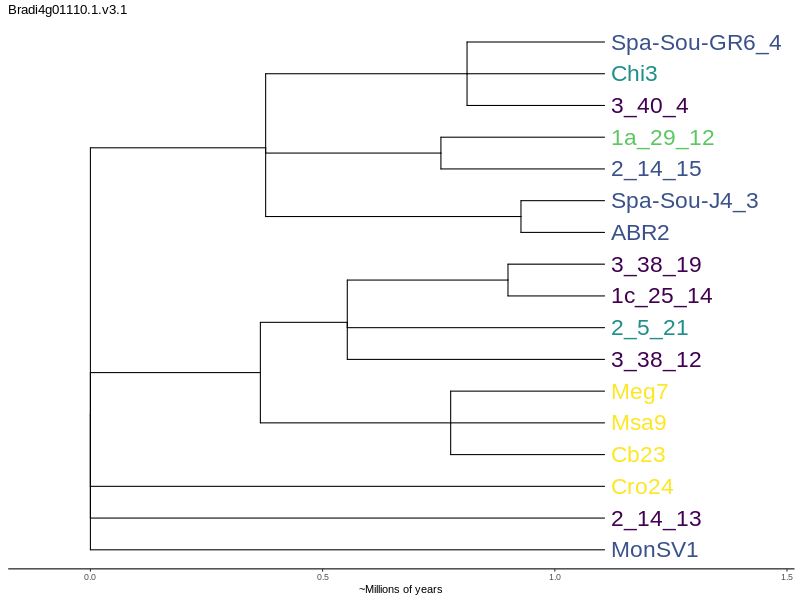 Bradi4g01110.1.v3.1
Spa-Sou-GR6_4
Chi3
3_40_4
1a_29_12
2_14_15
Spa-Sou-J4_3
ABR2
3_38_19
1c_25_14
2_5_21
3_38_12
Meg7
Msa9
Cb23
Cro24
2_14_13
MonSV1
0.0 0.5 1.0 1.5
~Millions of years